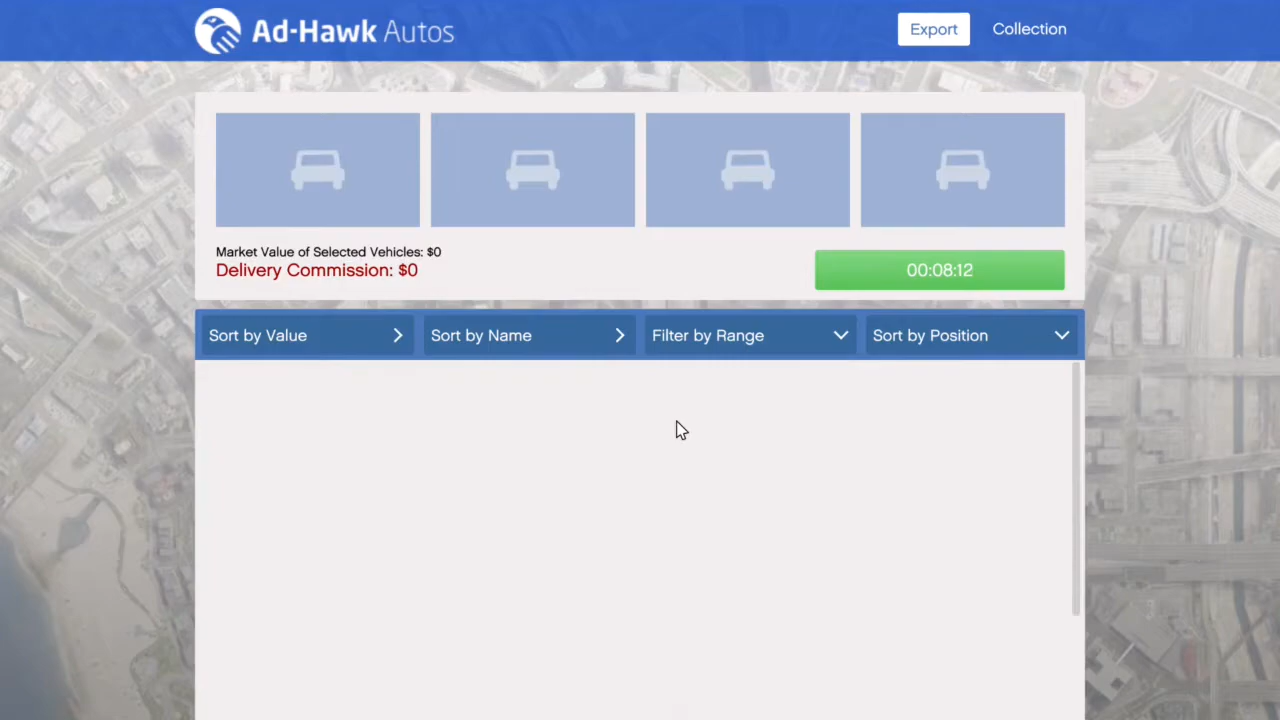 Ad-Hawk Autos
Export
Collection
Market Value of Selected Vehicles: $0
Delivery Commission: $0
00:08:12
Sort by Value
Sort by Name
Filter by Range
Sort by Position